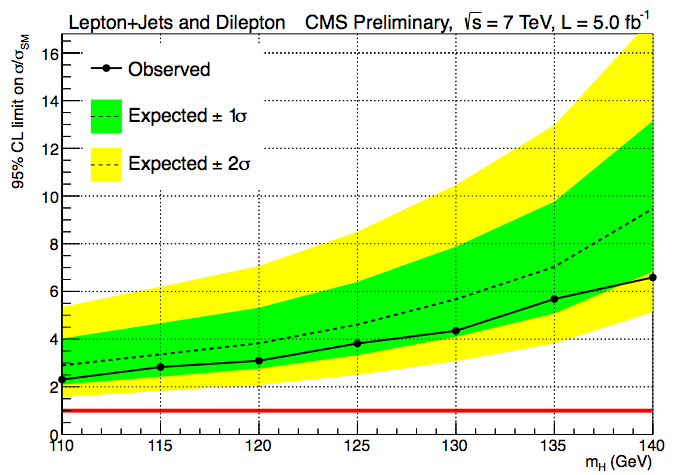 Lepton+Jets and Dilepton CMS Preliminary, √s = 7 TeV, L = 5.0 fb⁻¹
95% CL limit on σ/σSM
16
14
12
10
8
6
4
2
0
Observed
Expected ± 1σ
Expected ± 2σ
110 115 120 125 130 135 140
mH (GeV)